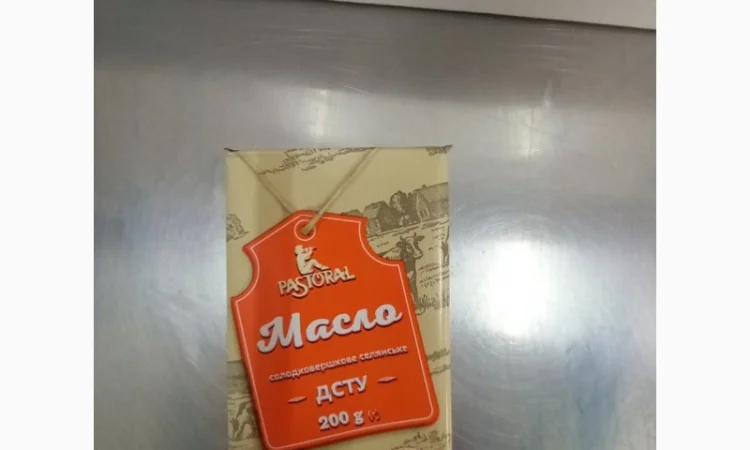 PASTORAL
Масло
солодковершкове селянське
ДСТУ
200 g